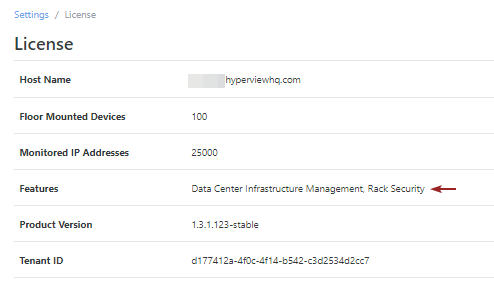 Settings / License
License
Host Name hyperviewhq.com
Floor Mounted Devices 100
Monitored IP Addresses 25000
Features Data Center Infrastructure Management, Rack Security
Product Version 1.3.1.123-stable
Tenant ID d177412a-4f0c-4f14-b542-c3d2534d2cc7